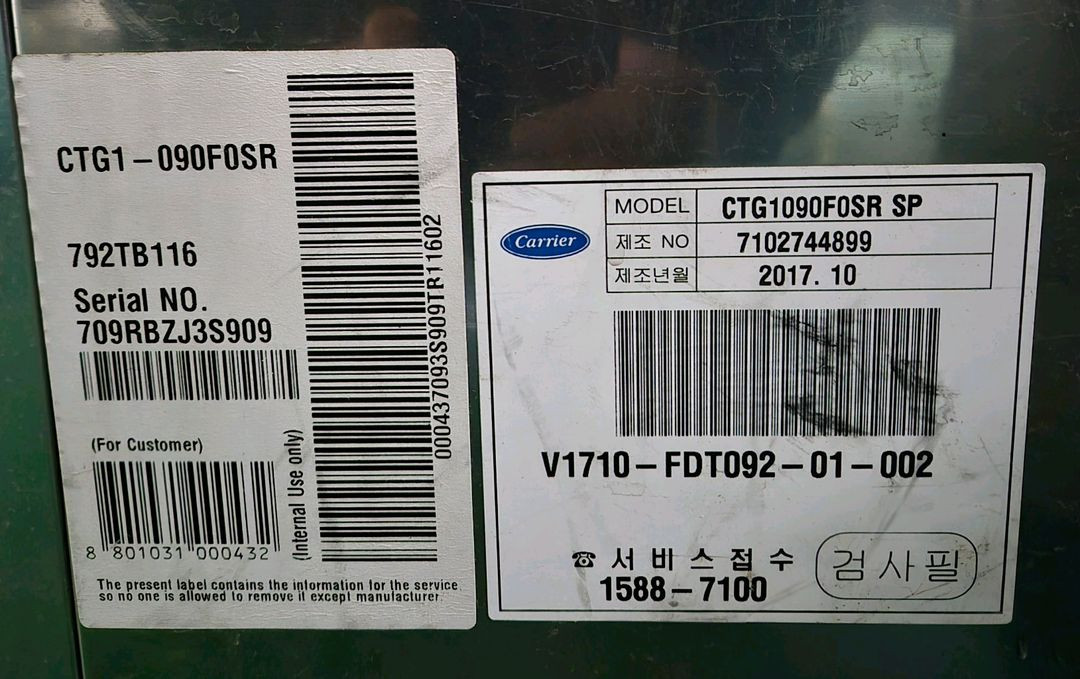 CTG1-090F0SR
792TB116
Serial NO.
709RBZJ3S909
(For Customer)
8 801031 000432
(Internal Use only)
000437093S909TB11602
The present label contains the information for the service
so no one is allowed to remove it except manufacturer.
Carrier
MODEL CTG1090F0SR SP
제조 NO 7102744899
제조년월 2017. 10
V1710-FDT092-01-002
☎ 서비스접수
1588-7100
검사필